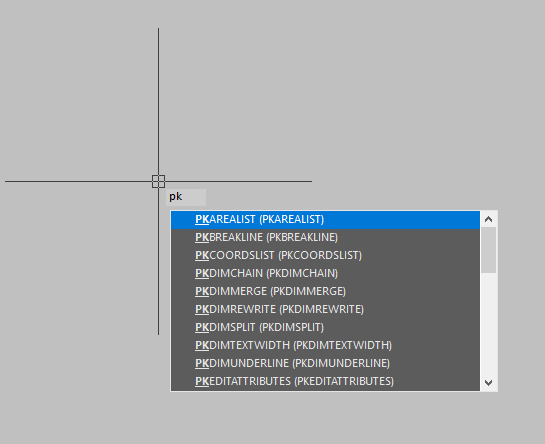 pk
PKAREALIST (PKAREALIST)
PKBREAKLINE (PKBREAKLINE)
PKCOORDSLIST (PKCOORDSLIST)
PKDIMCHAIN (PKDIMCHAIN)
PKDIMMERGE (PKDIMMERGE)
PKDIMREWRITE (PKDIMREWRITE)
PKDIMSPLIT (PKDIMSPLIT)
PKDIMTEXTWIDTH (PKDIMTEXTWIDTH)
PKDIMUNDERLINE (PKDIMUNDERLINE)
PKEDITATTRIBUTES (PKEDITATTRIBUTES)